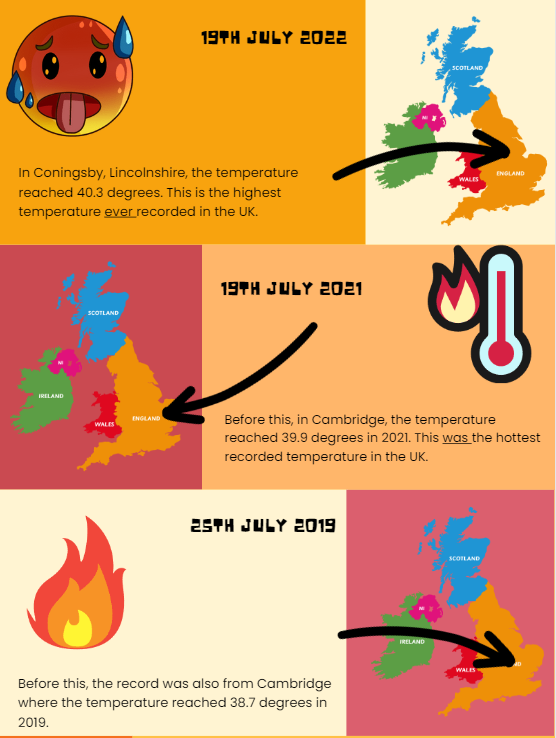 19TH JULY 2022
SCOTLAND
NI
ENGLAND
WALES
In Coningsby, Lincolnshire, the temperature
reached 40.3 degrees. This is the highest
temperature ever recorded in the UK.
19TH JULY 2021
SCOTLAND
NI
IRELAND
ENGLAND
WALES
Before this, in Cambridge, the temperature
reached 39.9 degrees in 2021. This was the hottest
recorded temperature in the UK.
25TH JULY 2019
SCOTLAND
NI
IRELAND
WALES
Before this, the record was also from Cambridge
where the temperature reached 38.7 degrees in
2019.